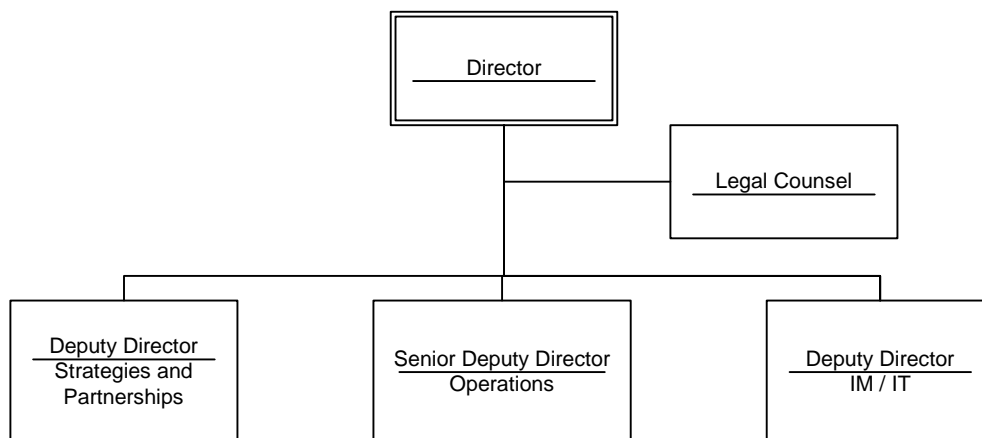 Director
Legal Counsel
Deputy Director
Strategies and
Partnerships
Senior Deputy Director
Operations
Deputy Director
IM / IT